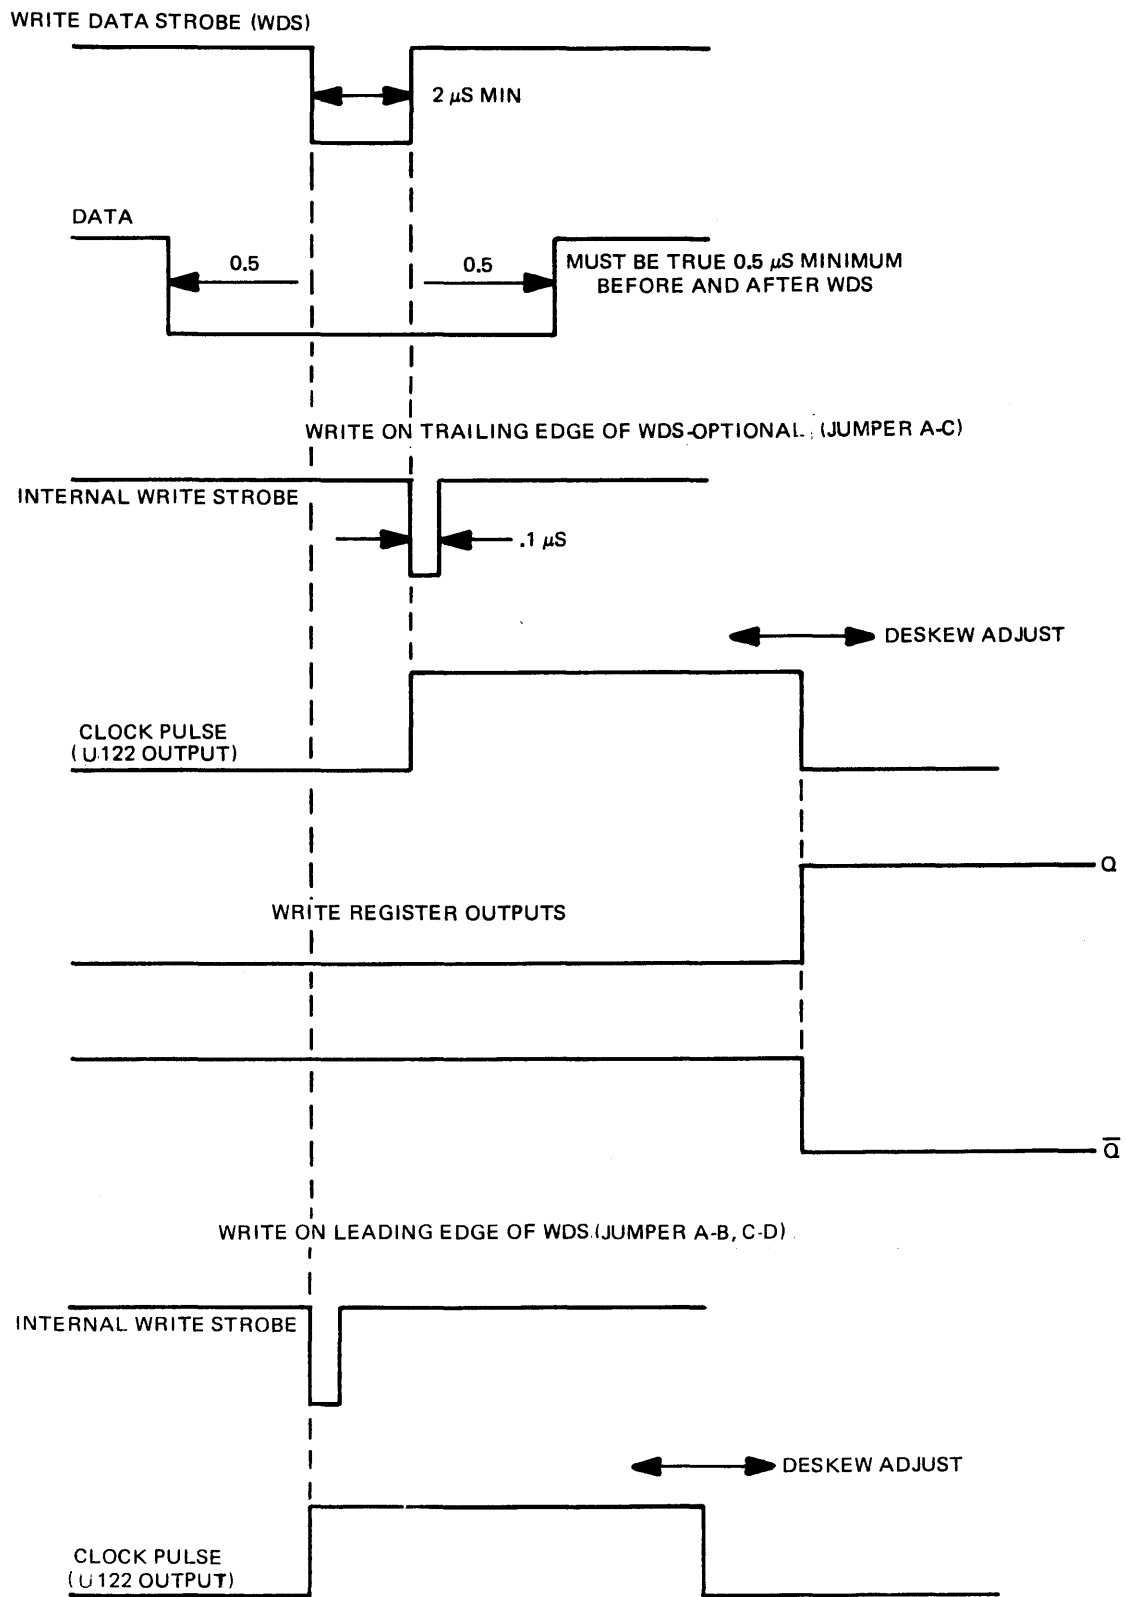 WRITE DATA STROBE (WDS)
2 μS MIN
DATA
0.5
0.5
MUST BE TRUE 0.5 μS MINIMUM
BEFORE AND AFTER WDS
WRITE ON TRAILING EDGE OF WDS-OPTIONAL. (JUMPER A-C)
INTERNAL WRITE STROBE
.1 μS
DESKEW ADJUST
CLOCK PULSE
(U122 OUTPUT)
Q
WRITE REGISTER OUTPUTS
Q̅
WRITE ON LEADING EDGE OF WDS.(JUMPER A-B, C-D)
INTERNAL WRITE STROBE
DESKEW ADJUST
CLOCK PULSE
(U122 OUTPUT)